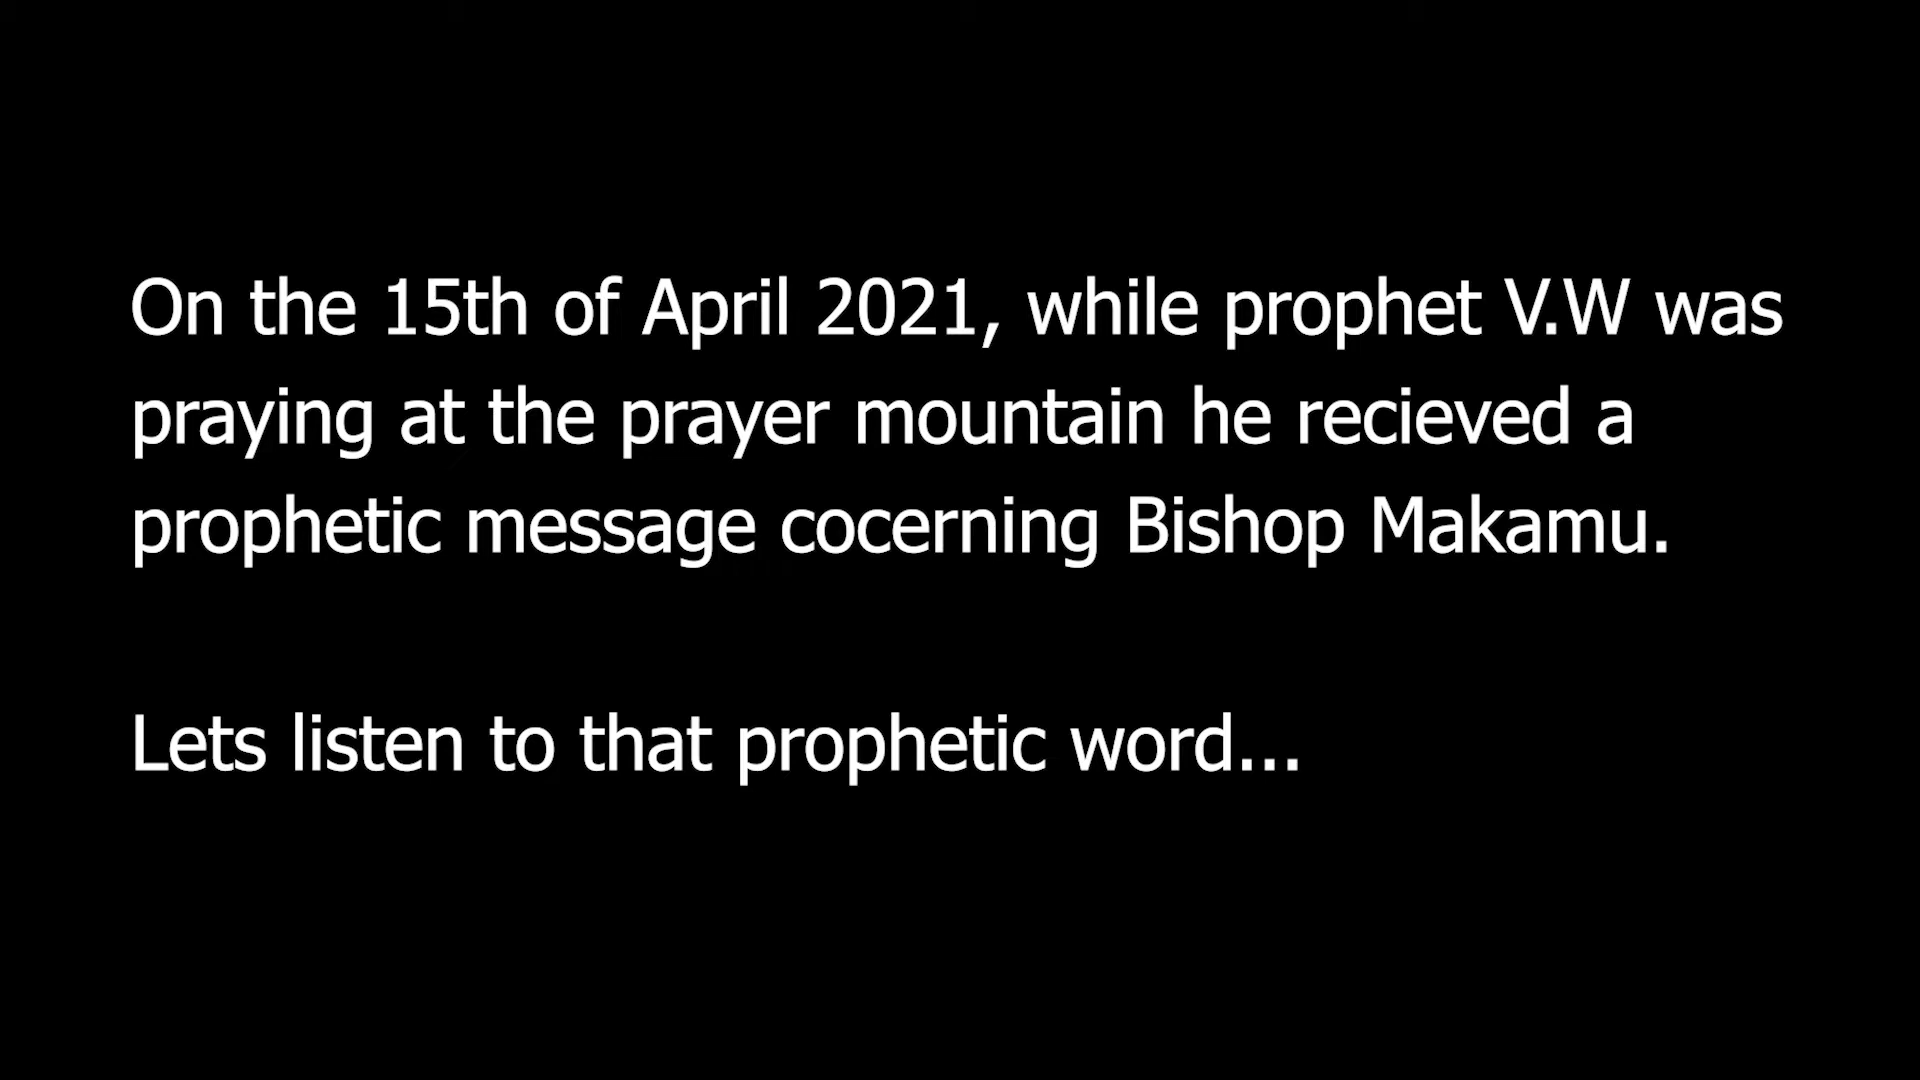 On the 15th of April 2021, while prophet V.W was
praying at the prayer mountain he recieved a
prophetic message cocerning Bishop Makamu.
Lets listen to that prophetic word...